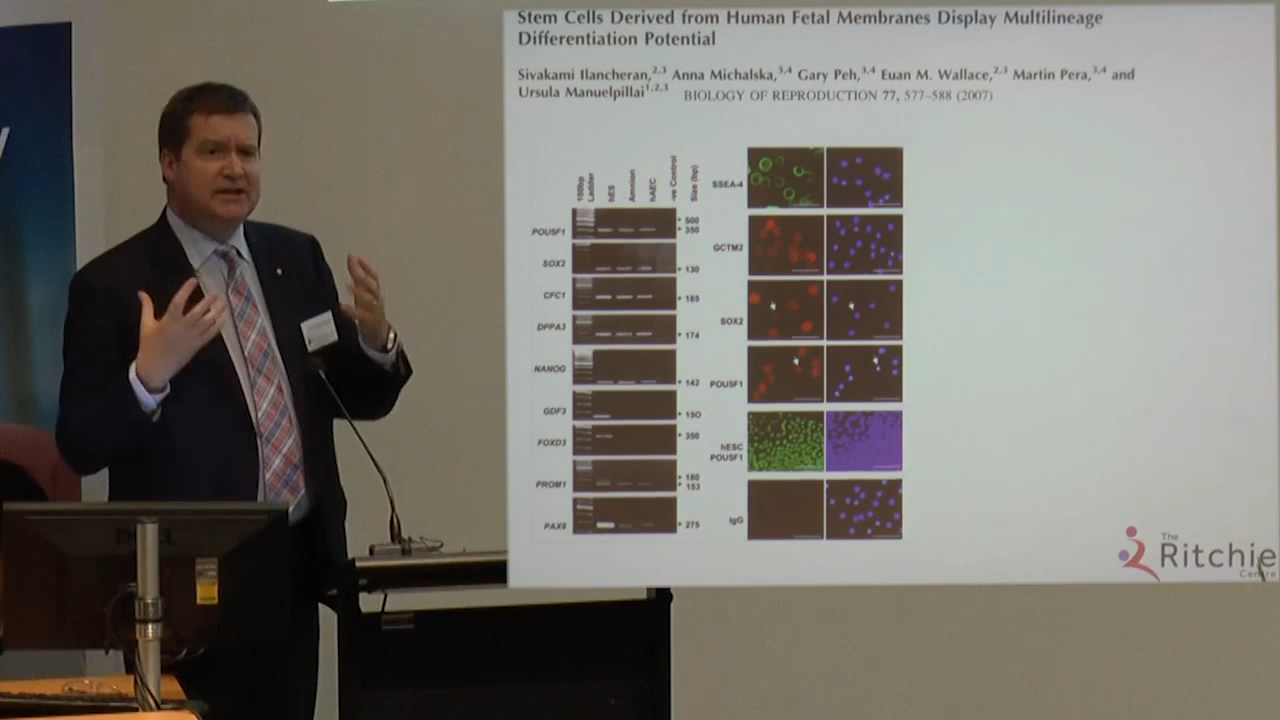 Stem Cells Derived from Human Fetal Membranes Display Multilineage
Differentiation Potential
Sivakami Ilancheran,2,3 Anna Michalska,3,4 Gary Peh,3,4 Euan M. Wallace,2,3 Martin Pera,3,4 and
Ursula Manuelpillai1,2,3 BIOLOGY OF REPRODUCTION 77, 577–588 (2007)
100bp Ladder
hES
Amnion
hAEC
-ve Control
Size (bp)
POU5F1
500
350
SOX2
130
CFC1
185
DPPA3
174
NANOG
142
GDF3
150
FOXD3
350
PROM1
180
153
PAX6
275
SSEA-4
GCTM2
SOX2
POU5F1
hESC
POU5F1
IgG
The
Ritchie
Centre